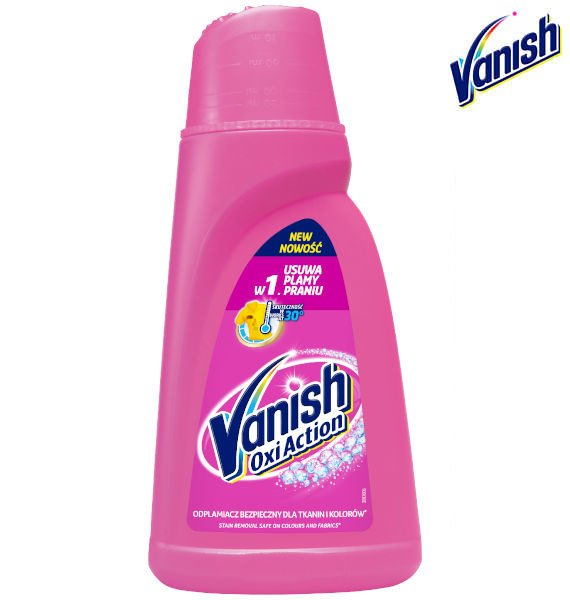 Vanish
NEW
NOWOŚĆ
USUWA
PLAMY
W 1. PRANIU
SKUTECZNOŚĆ
30°
Vanish
Oxi Action
ODPLAMIACZ BEZPIECZNY DLA TKANIN I KOLORÓW*
STAIN REMOVAL SAFE ON COLOURS AND FABRICS*